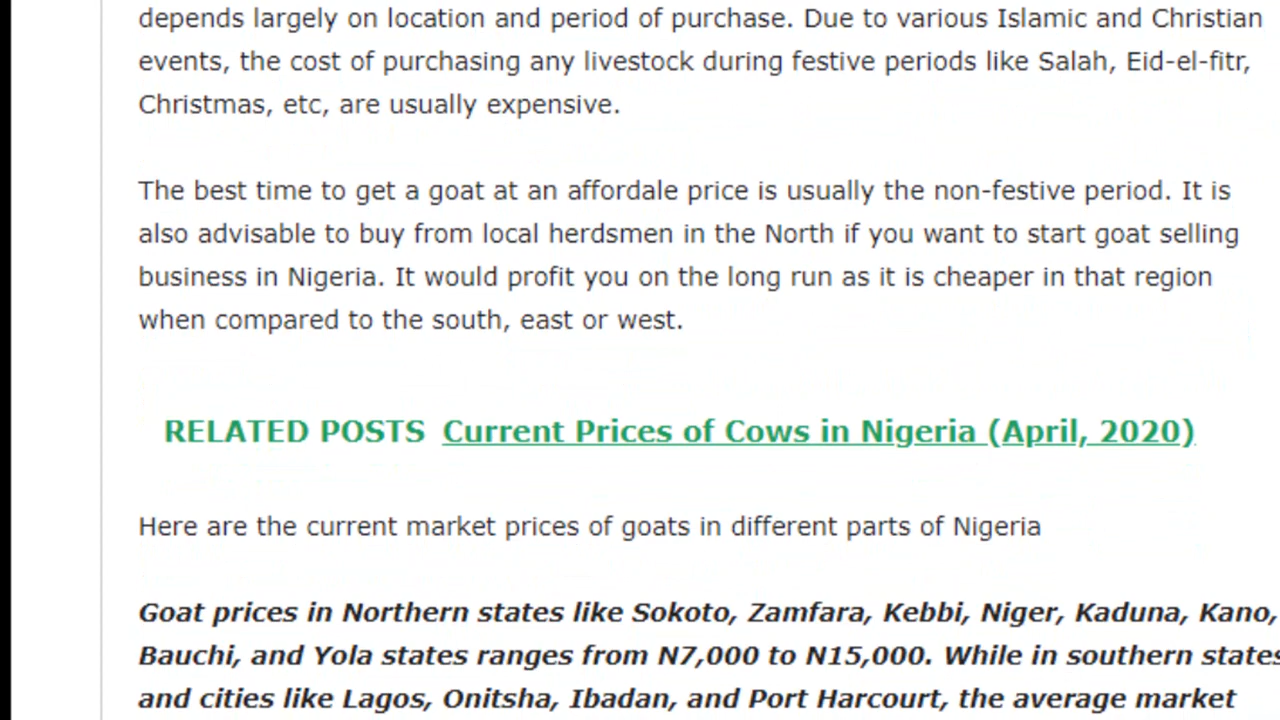 depends largely on location and period of purchase. Due to various Islamic and Christian
events, the cost of purchasing any livestock during festive periods like Salah, Eid-el-fitr,
Christmas, etc, are usually expensive.
The best time to get a goat at an affordale price is usually the non-festive period. It is
also advisable to buy from local herdsmen in the North if you want to start goat selling
business in Nigeria. It would profit you on the long run as it is cheaper in that region
when compared to the south, east or west.
RELATED POSTS Current Prices of Cows in Nigeria (April, 2020)
Here are the current market prices of goats in different parts of Nigeria
Goat prices in Northern states like Sokoto, Zamfara, Kebbi, Niger, Kaduna, Kano,
Bauchi, and Yola states ranges from N7,000 to N15,000. While in southern states
and cities like Lagos, Onitsha, Ibadan, and Port Harcourt, the average market